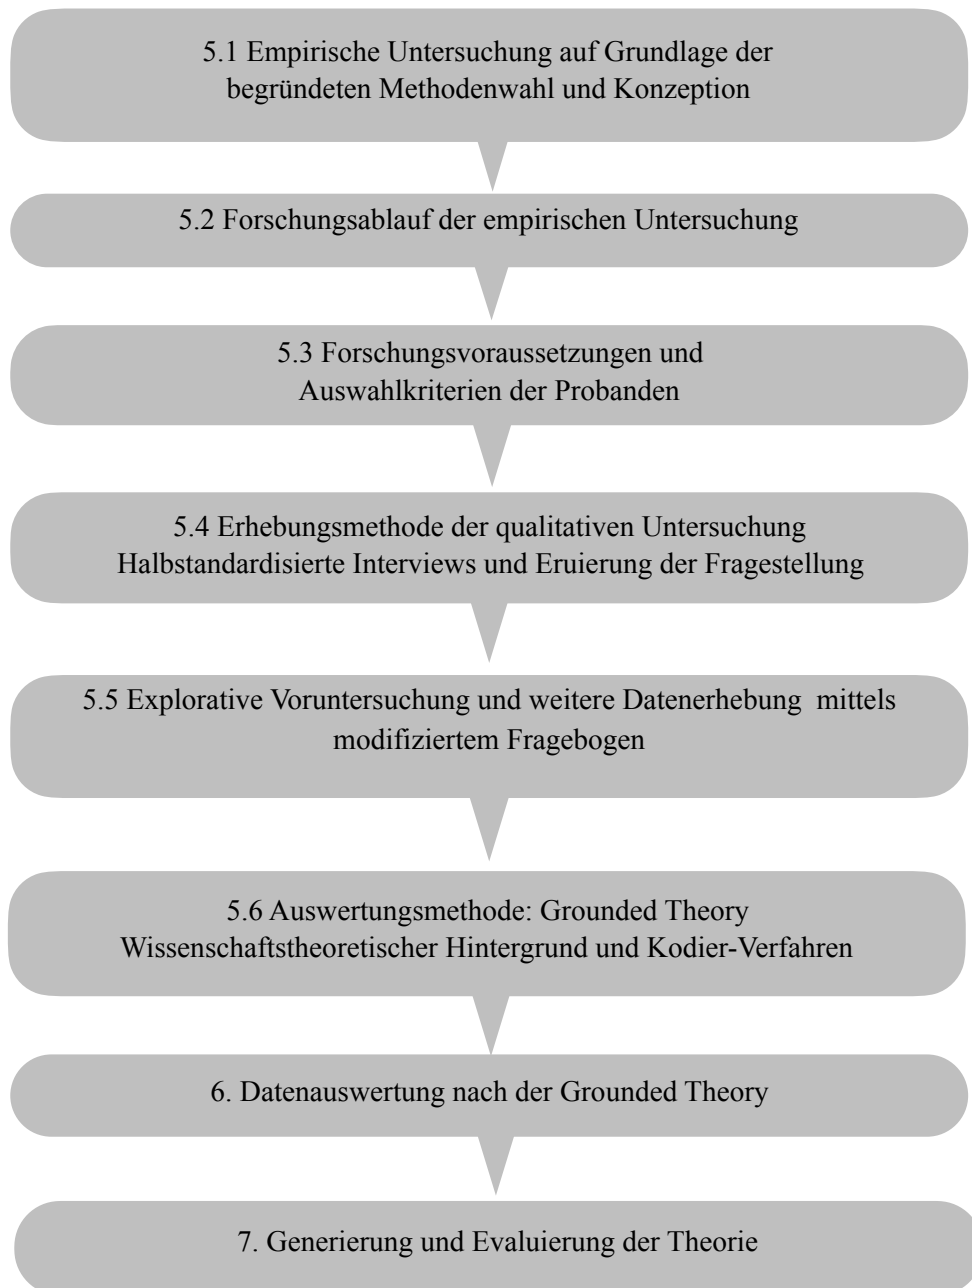 5.1 Empirische Untersuchung auf Grundlage der
begründeten Methodenwahl und Konzeption
5.2 Forschungsablauf der empirischen Untersuchung
5.3 Forschungsvoraussetzungen und
Auswahlkriterien der Probanden
5.4 Erhebungsmethode der qualitativen Untersuchung
Halbstandardisierte Interviews und Eruierung der Fragestellung
5.5 Explorative Voruntersuchung und weitere Datenerhebung  mittels
modifiziertem Fragebogen
5.6 Auswertungsmethode: Grounded Theory
Wissenschaftstheoretischer Hintergrund und Kodier-Verfahren
6. Datenauswertung nach der Grounded Theory
7. Generierung und Evaluierung der Theorie